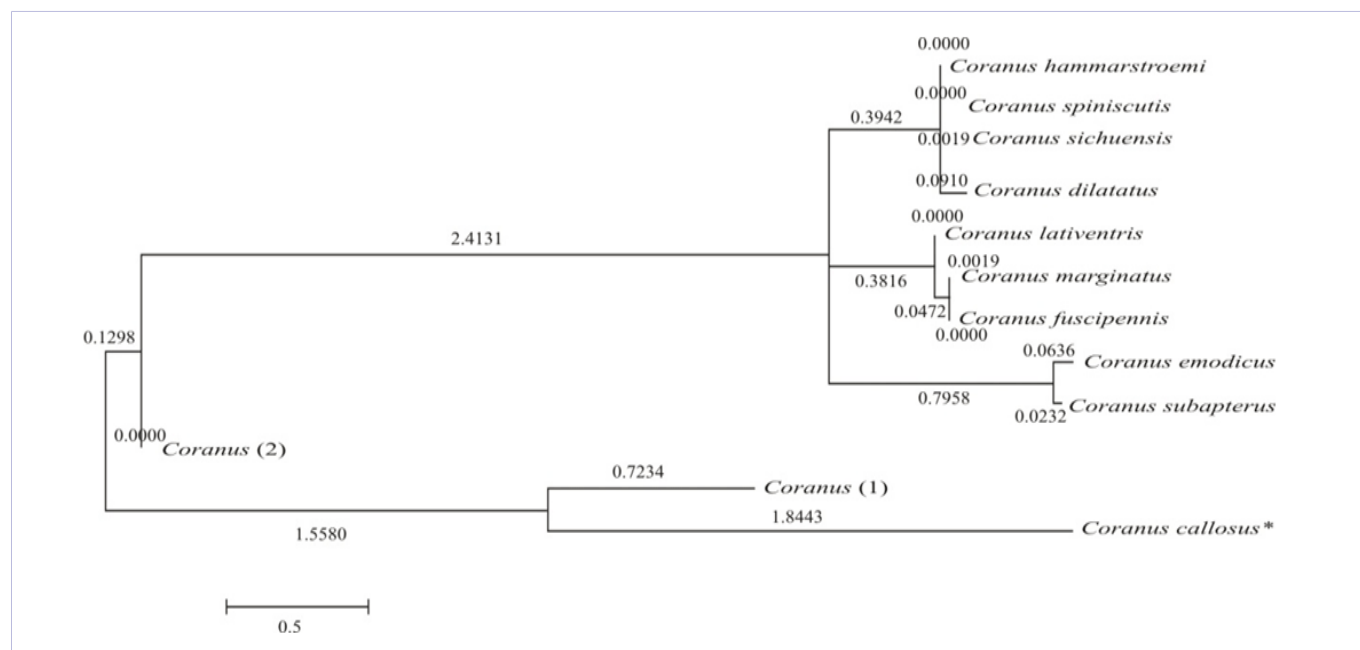 0.0000
Coranus hammarstroemi
0.0000
Coranus spiniscutis
0.3942
0.0019 Coranus sichuensis
0.0910
Coranus dilatatus
0.0000
Coranus lativentris
2.4131
0.0019
Coranus marginatus
0.3816
0.0472
Coranus fuscipennis
0.0000
0.1298
0.0636
Coranus emodicus
0.7958
Coranus subapterus
0.0232
0.0000
Coranus (2)
0.7234
Coranus (1)
1.8443
Coranus callosus*
1.5580
0.5